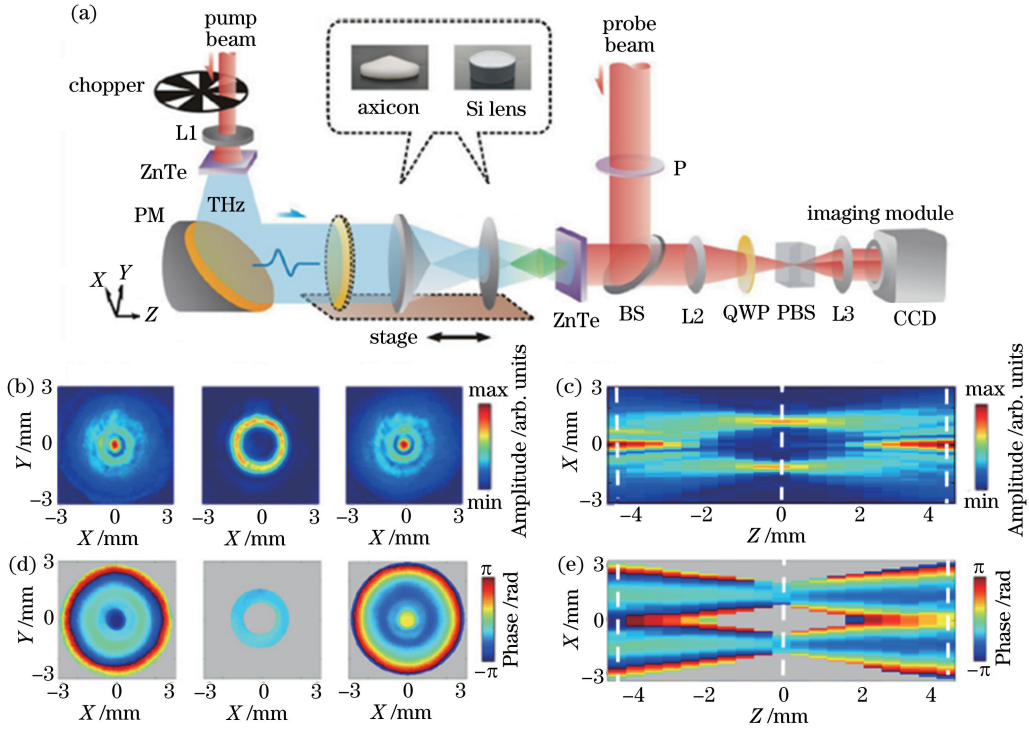 (a)
pump
beam
probe
beam
chopper
axicon
Si lens
L1
ZnTe
P
THz
PM
imaging module
X
Y
Z
stage
ZnTe
BS
L2
QWP
PBS
L3
CCD
(b)
3
0
−3
Y /mm
−3
0
3
−3
0
3
−3
0
3
X /mm
X /mm
X /mm
max
min
Amplitude /arb. units
(c)
3
0
−3
X /mm
−4
−2
0
2
4
Z /mm
max
min
Amplitude /arb. units
(d)
3
0
−3
Y /mm
−3
0
3
−3
0
3
−3
0
3
X /mm
X /mm
X /mm
π
−π
Phase /rad
(e)
3
0
−3
X /mm
−4
−2
0
2
4
Z /mm
π
−π
Phase /rad